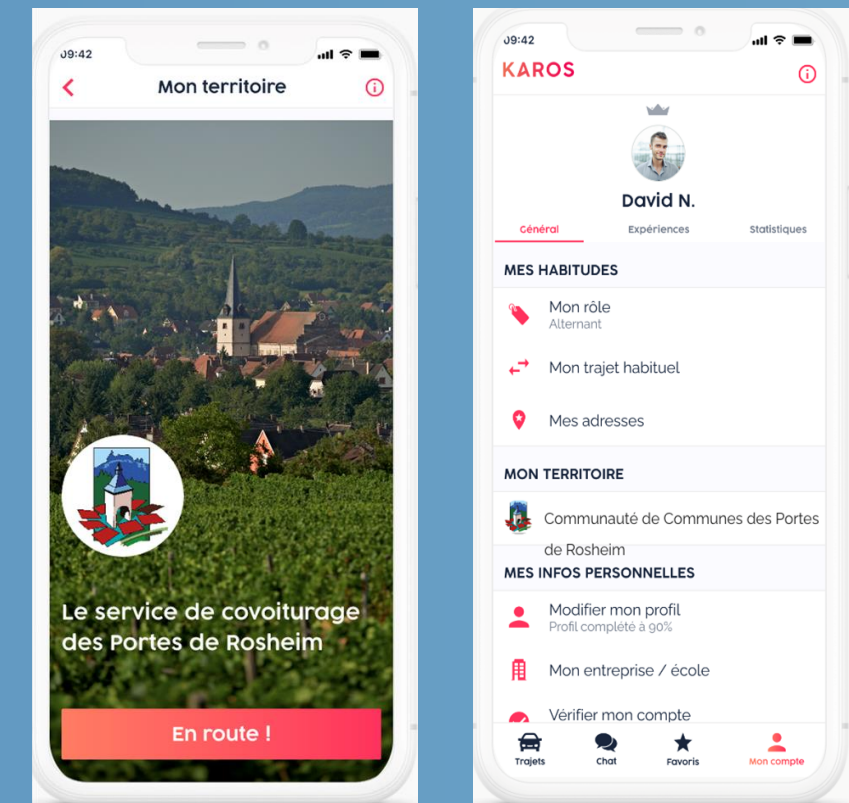 09:42
Mon territoire
Le service de covoiturage
des Portes de Rosheim
En route !
09:42
KAROS
David N.
Général
Expériences
Statistiques
MES HABITUDES
Mon rôle
Alternant
Mon trajet habituel
Mes adresses
MON TERRITOIRE
Communauté de Communes des Portes
de Rosheim
MES INFOS PERSONNELLES
Modifier mon profil
Profil complété à 90%
Mon entreprise / école
Vérifier mon compte
Trajets
Chat
Favoris
Mon compte